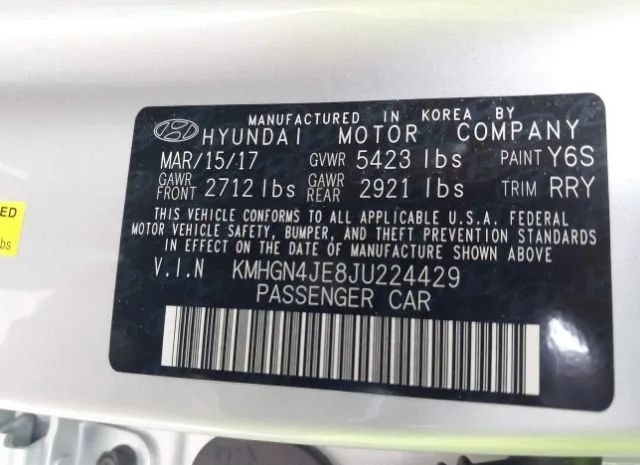 MANUFACTURED IN KOREA BY
HYUNDAI MOTOR COMPANY
MAR/15/17 GVWR 5423 lbs PAINT Y6S
GAWR FRONT 2712 lbs GAWR REAR 2921 lbs TRIM RRY
THIS VEHICLE CONFORMS TO ALL APPLICABLE U.S.A. FEDERAL
MOTOR VEHICLE SAFETY, BUMPER, AND THEFT PREVENTION STANDARDS
IN EFFECT ON THE DATE OF MANUFACTURE SHOWN ABOVE.
V.I.N KMHGN4JE8JU224429
PASSENGER CAR
lbs